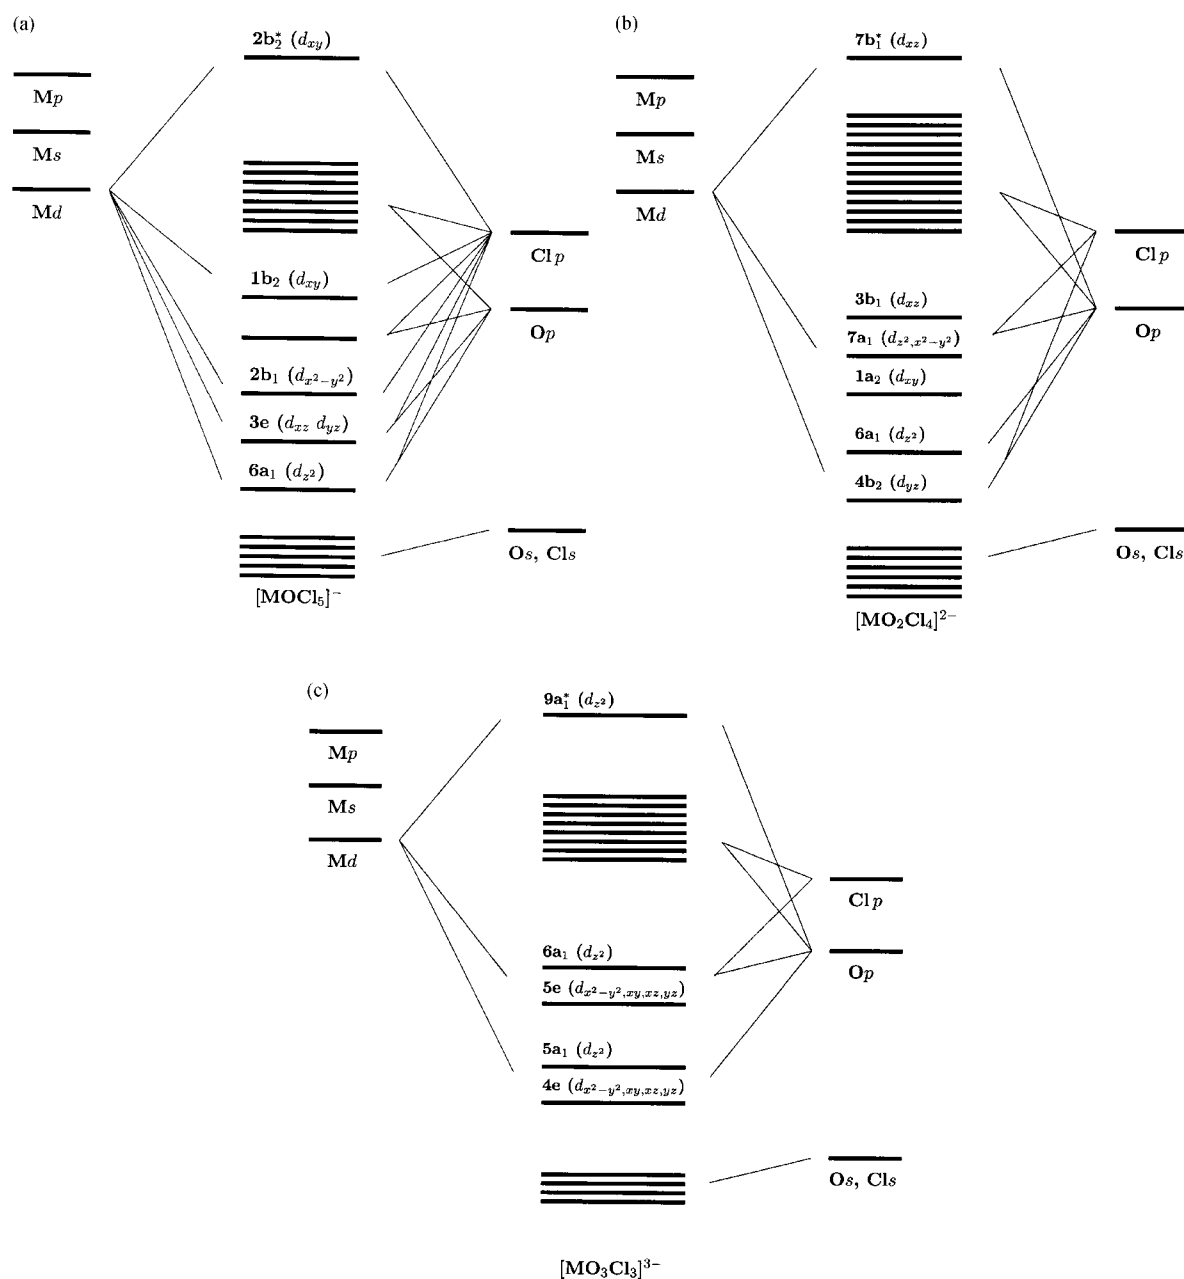 (a)
2b₂* (d_xy)
Mp
Ms
Md
1b₂ (d_xy)
2b₁ (d_x²−y²)
3e (d_xz d_yz)
6a₁ (d_z²)
Cl p
Op
Os, Cls
[MOCl₅]⁻
(b)
7b₁* (d_xz)
Mp
Ms
Md
3b₁ (d_xz)
7a₁ (d_z²,x²−y²)
1a₂ (d_xy)
6a₁ (d_z²)
4b₂ (d_yz)
Cl p
Op
Os, Cls
[MO₂Cl₄]²⁻
(c)
9a₁* (d_z²)
Mp
Ms
Md
6a₁ (d_z²)
5e (d_x²−y²,xy,xz,yz)
5a₁ (d_z²)
4e (d_x²−y²,xy,xz,yz)
Cl p
Op
Os, Cls
[MO₃Cl₃]³⁻